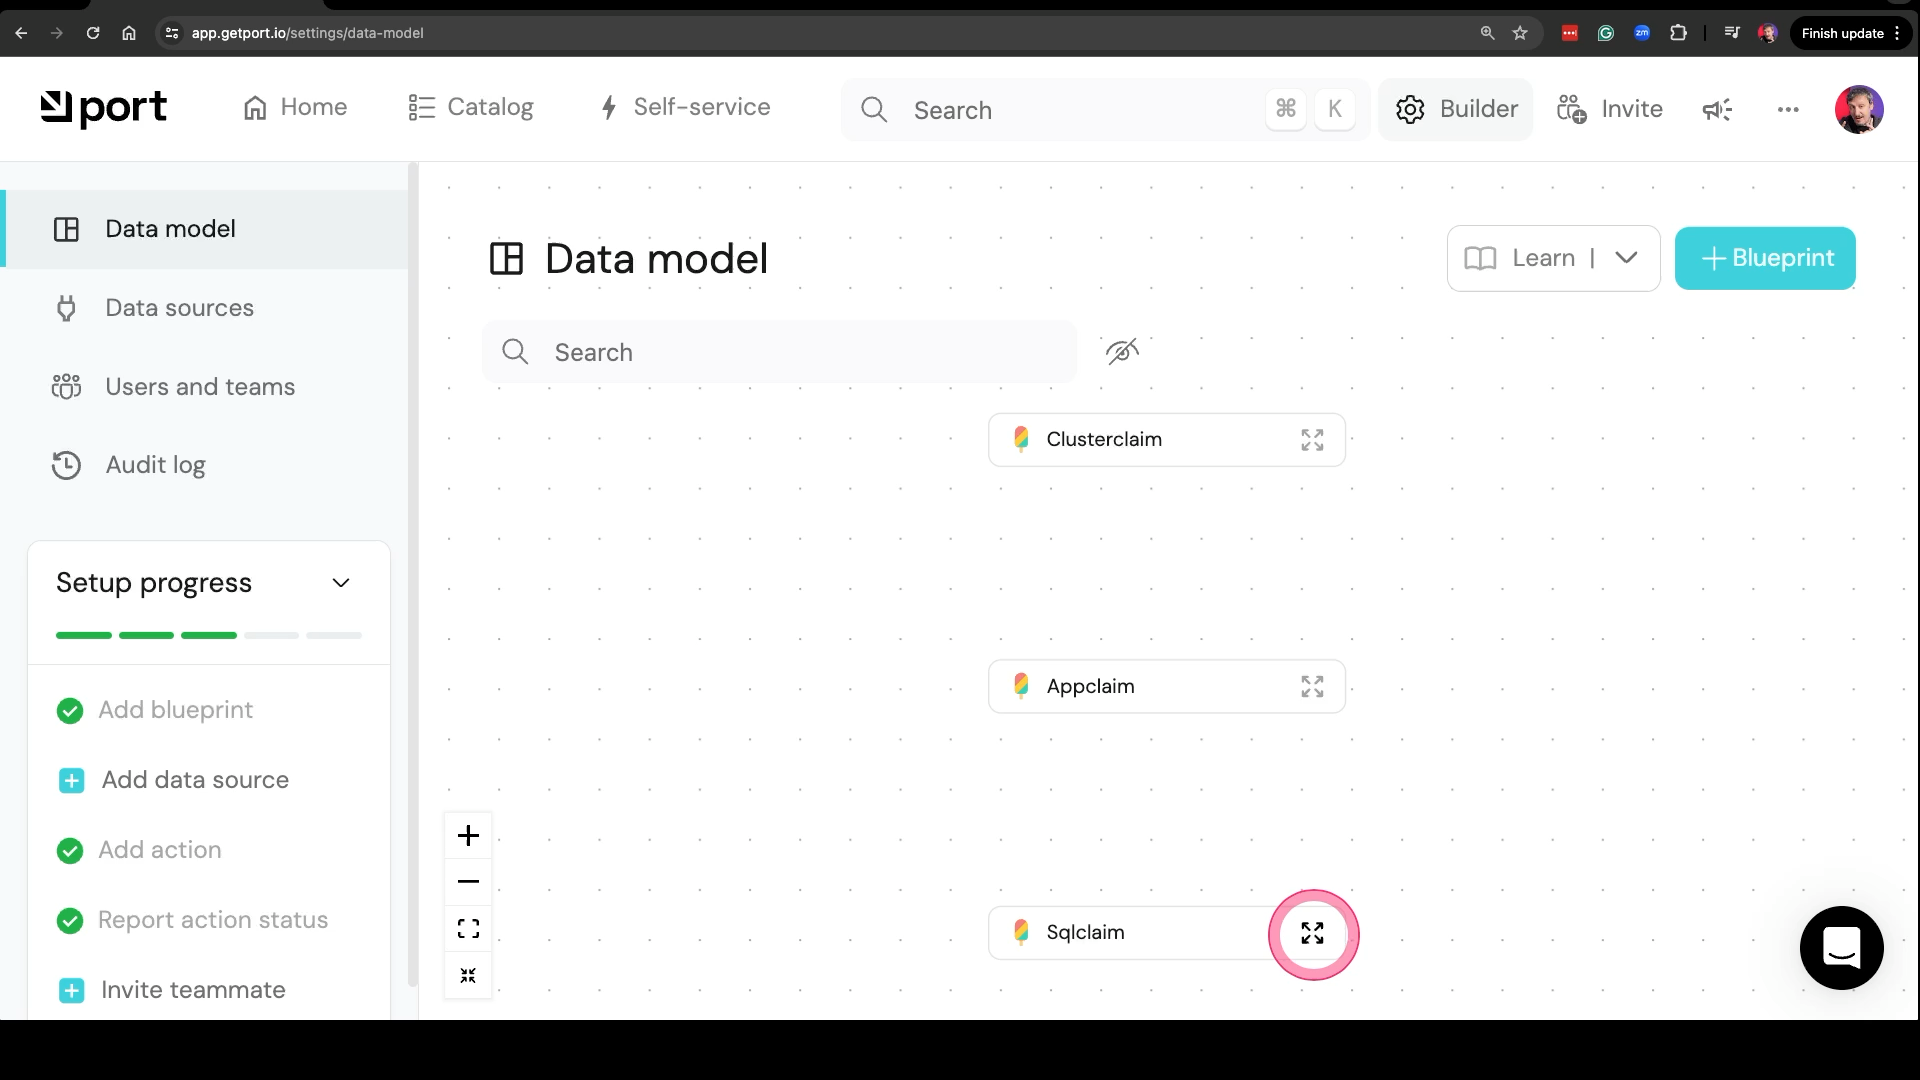 app.getport.io/settings/data-model
zm
Finish update
port
Home
Catalog
Self-service
Search
⌘ K
Builder
Invite
Data model
Data sources
Users and teams
Audit log
Setup progress
Add blueprint
Add data source
Add action
Report action status
Invite teammate
Data model
Learn |
+ Blueprint
Search
Clusterclaim
Appclaim
Sqlclaim